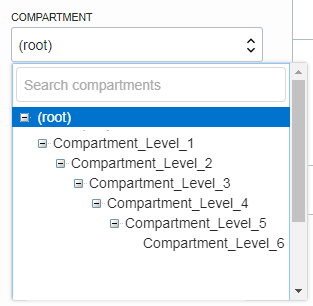 COMPARTMENT
(root)
Search compartments
(root)
Compartment_Level_1
Compartment_Level_2
Compartment_Level_3
Compartment_Level_4
Compartment_Level_5
Compartment_Level_6